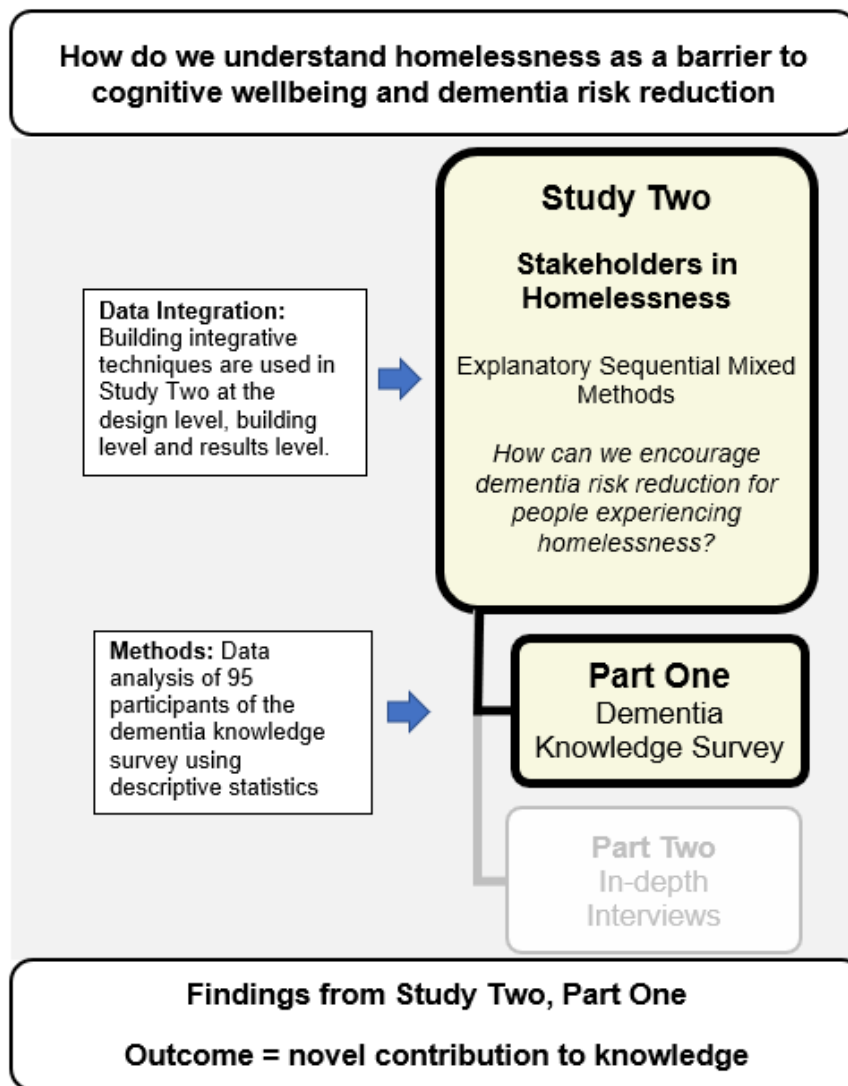 How do we understand homelessness as a barrier to
cognitive wellbeing and dementia risk reduction
Study Two
Stakeholders in
Homelessness
Explanatory Sequential Mixed
Methods
How can we encourage
dementia risk reduction for
people experiencing
homelessness?
Data Integration:
Building integrative
techniques are used in
Study Two at the
design level, building
level and results level.
Methods: Data
analysis of 95
participants of the
dementia knowledge
survey using
descriptive statistics
Part One
Dementia
Knowledge Survey
Part Two
In-depth
Interviews
Findings from Study Two, Part One
Outcome = novel contribution to knowledge